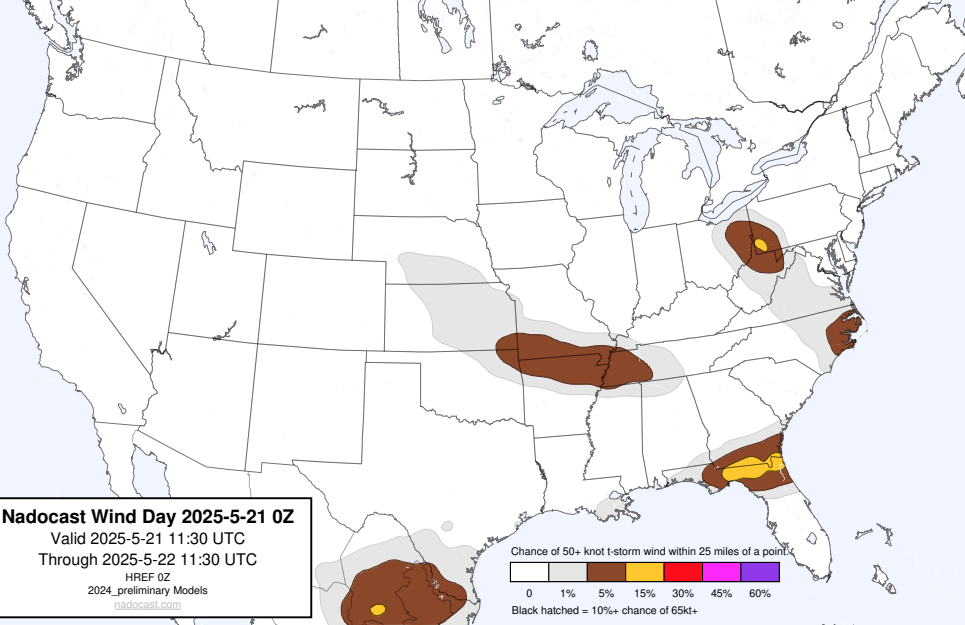 Nadocast Wind Day 2025-5-21 0Z
Valid 2025-5-21 11:30 UTC
Through 2025-5-22 11:30 UTC
HREF 0Z
2024_preliminary Models
nadocast.com
Chance of 50+ knot t-storm wind within 25 miles of a point.
0 1% 5% 15% 30% 45% 60%
Black hatched = 10%+ chance of 65kt+